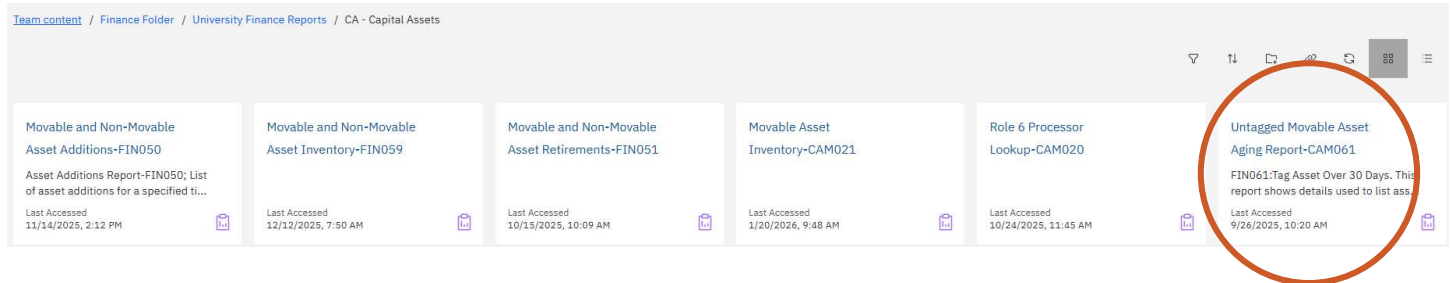 Team content / Finance Folder / University Finance Reports / CA - Capital Assets
Movable and Non-Movable
Asset Additions-FIN050
Asset Additions Report-FIN050; List
of asset additions for a specified ti...
Last Accessed
11/14/2025, 2:12 PM
Movable and Non-Movable
Asset Inventory-FIN059
Last Accessed
12/12/2025, 7:50 AM
Movable and Non-Movable
Asset Retirements-FIN051
Last Accessed
10/15/2025, 10:09 AM
Movable Asset
Inventory-CAM021
Last Accessed
1/20/2026, 9:48 AM
Role 6 Processor
Lookup-CAM020
Last Accessed
10/24/2025, 11:45 AM
Untagged Movable Asset
Aging Report-CAM061
FIN061:Tag Asset Over 30 Days. This
report shows details used to list ass...
Last Accessed
9/26/2025, 10:20 AM